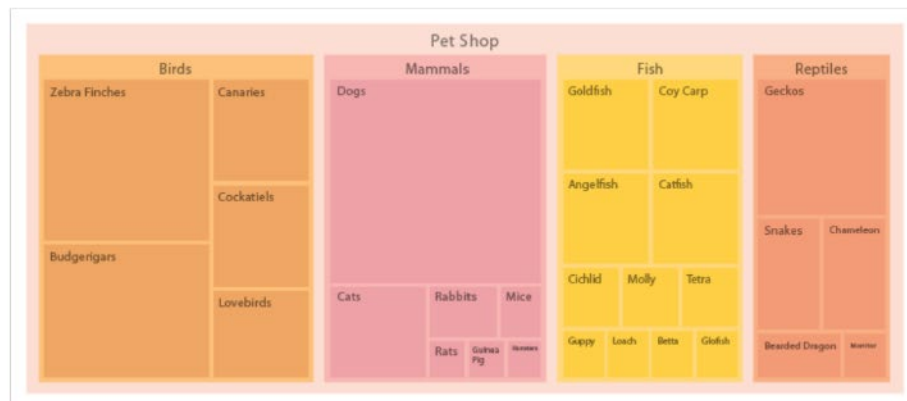 Pet Shop
Birds
Zebra Finches
Canaries
Cockatiels
Budgerigars
Lovebirds
Mammals
Dogs
Cats
Rabbits
Mice
Rats
Guinea
Pig
Fish
Goldfish
Coy Carp
Angelfish
Catfish
Cichlid
Molly
Tetra
Guppy
Loach
Betta
Glofish
Reptiles
Geckos
Snakes
Chameleon
Bearded Dragon